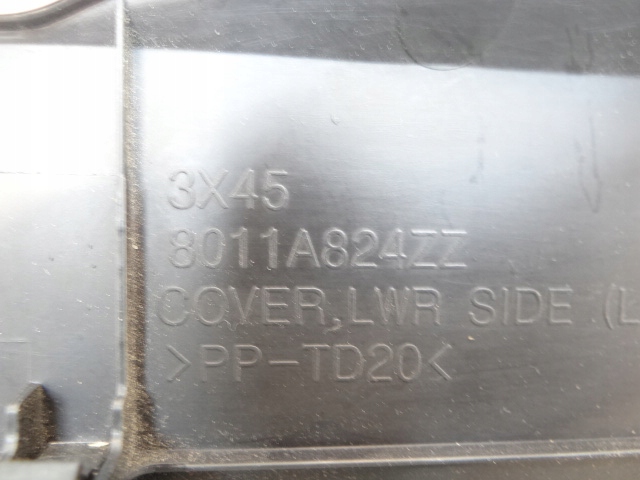 3X45
8011A824ZZ
COVER,LWR SIDE (L
>PP-TD20<